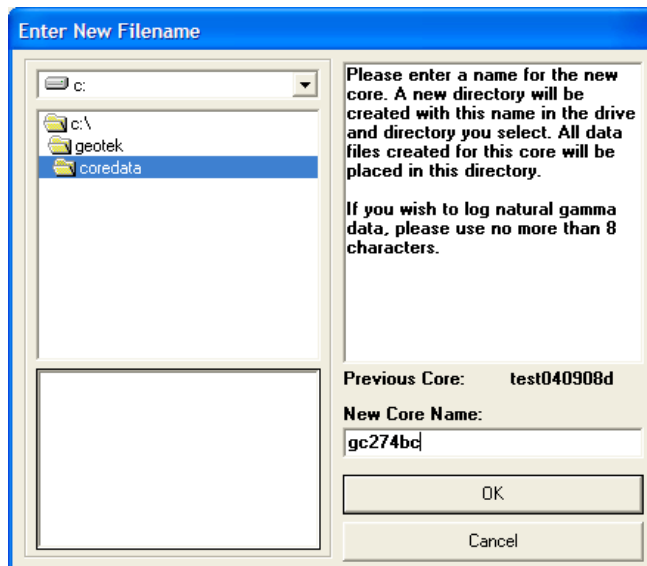 Enter New Filename
c:
c:\
geotek
coredata
Please enter a name for the new
core. A new directory will be
created with this name in the drive
and directory you select. All data
files created for this core will be
placed in this directory.
If you wish to log natural gamma
data, please use no more than 8
characters.
Previous Core: test040908d
New Core Name:
gc274bc
OK
Cancel